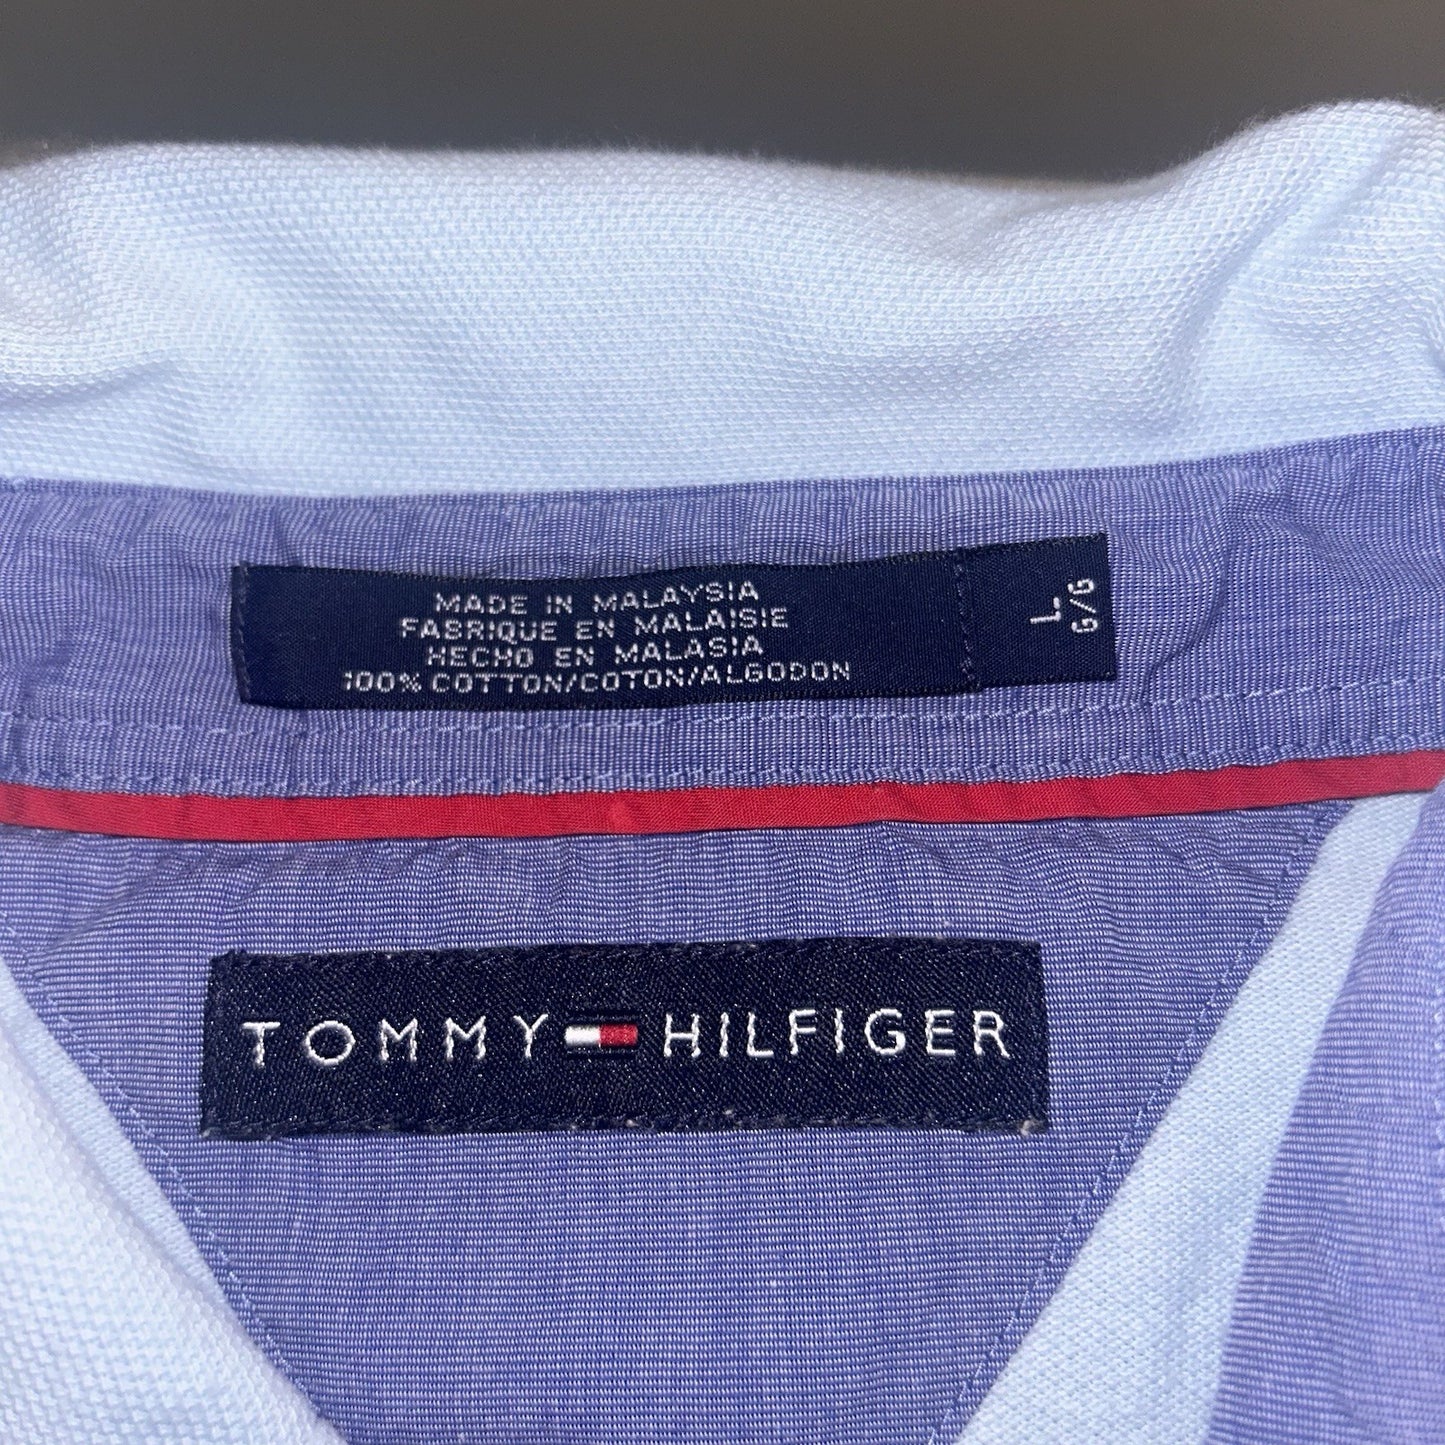 MADE IN MALAYSIA
FABRIQUE EN MALAISIE
HECHO EN MALASIA
100% COTTON/COTON/ALGODON
L
G/G
TOMMY HILFIGER